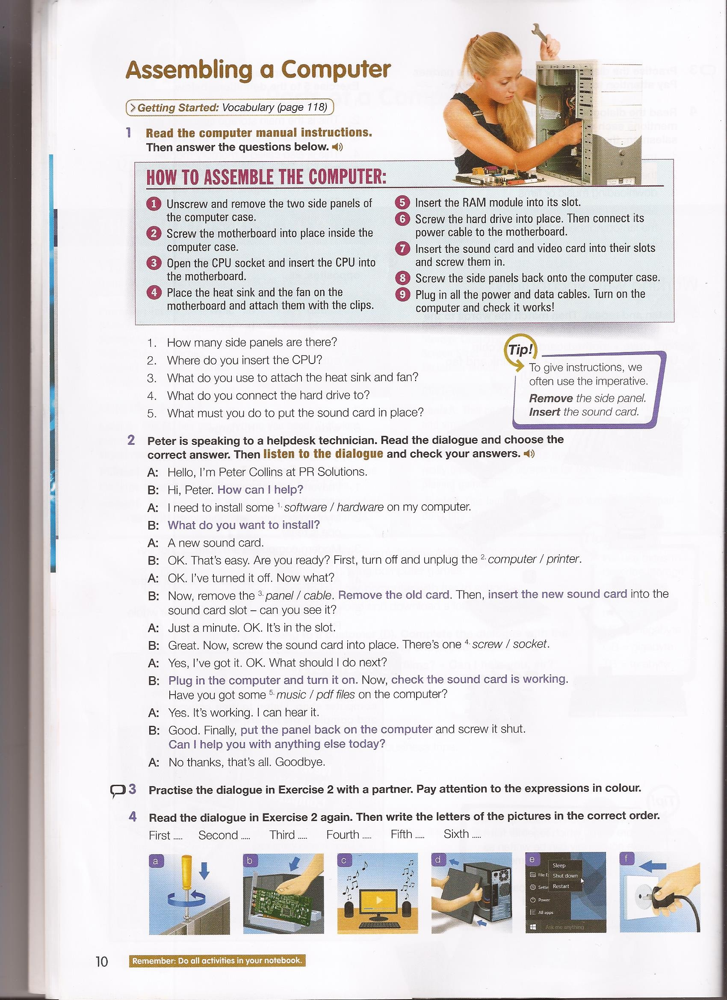 Assembling a Computer
> Getting Started: Vocabulary (page 118)
1 Read the computer manual instructions.
Then answer the questions below.
HOW TO ASSEMBLE THE COMPUTER:
1 Unscrew and remove the two side panels of
the computer case.
2 Screw the motherboard into place inside the
computer case.
3 Open the CPU socket and insert the CPU into
the motherboard.
4 Place the heat sink and the fan on the
motherboard and attach them with the clips.
5 Insert the RAM module into its slot.
6 Screw the hard drive into place. Then connect its
power cable to the motherboard.
7 Insert the sound card and video card into their slots
and screw them in.
8 Screw the side panels back onto the computer case.
9 Plug in all the power and data cables. Turn on the
computer and check it works!
1. How many side panels are there?
2. Where do you insert the CPU?
3. What do you use to attach the heat sink and fan?
4. What do you connect the hard drive to?
5. What must you do to put the sound card in place?
Tip!
To give instructions, we
often use the imperative.
Remove the side panel.
Insert the sound card.
2 Peter is speaking to a helpdesk technician. Read the dialogue and choose the
correct answer. Then listen to the dialogue and check your answers.
A: Hello, I'm Peter Collins at PR Solutions.
B: Hi, Peter. How can I help?
A: I need to install some 1. software / hardware on my computer.
B: What do you want to install?
A: A new sound card.
B: OK. That's easy. Are you ready? First, turn off and unplug the 2. computer / printer.
A: OK. I've turned it off. Now what?
B: Now, remove the 3. panel / cable. Remove the old card. Then, insert the new sound card into the
sound card slot – can you see it?
A: Just a minute. OK. It's in the slot.
B: Great. Now, screw the sound card into place. There's one 4. screw / socket.
A: Yes, I've got it. OK. What should I do next?
B: Plug in the computer and turn it on. Now, check the sound card is working.
Have you got some 5. music / pdf files on the computer?
A: Yes. It's working. I can hear it.
B: Good. Finally, put the panel back on the computer and screw it shut.
Can I help you with anything else today?
A: No thanks, that's all. Goodbye.
3 Practise the dialogue in Exercise 2 with a partner. Pay attention to the expressions in colour.
4 Read the dialogue in Exercise 2 again. Then write the letters of the pictures in the correct order.
First ..... Second ..... Third ..... Fourth ..... Fifth ..... Sixth .....
a
b
c
d
e
Sleep
File E Shut down
Settin Restart
Power
All apps
Ask me anything
f
10 Remember: Do all activities in your notebook.